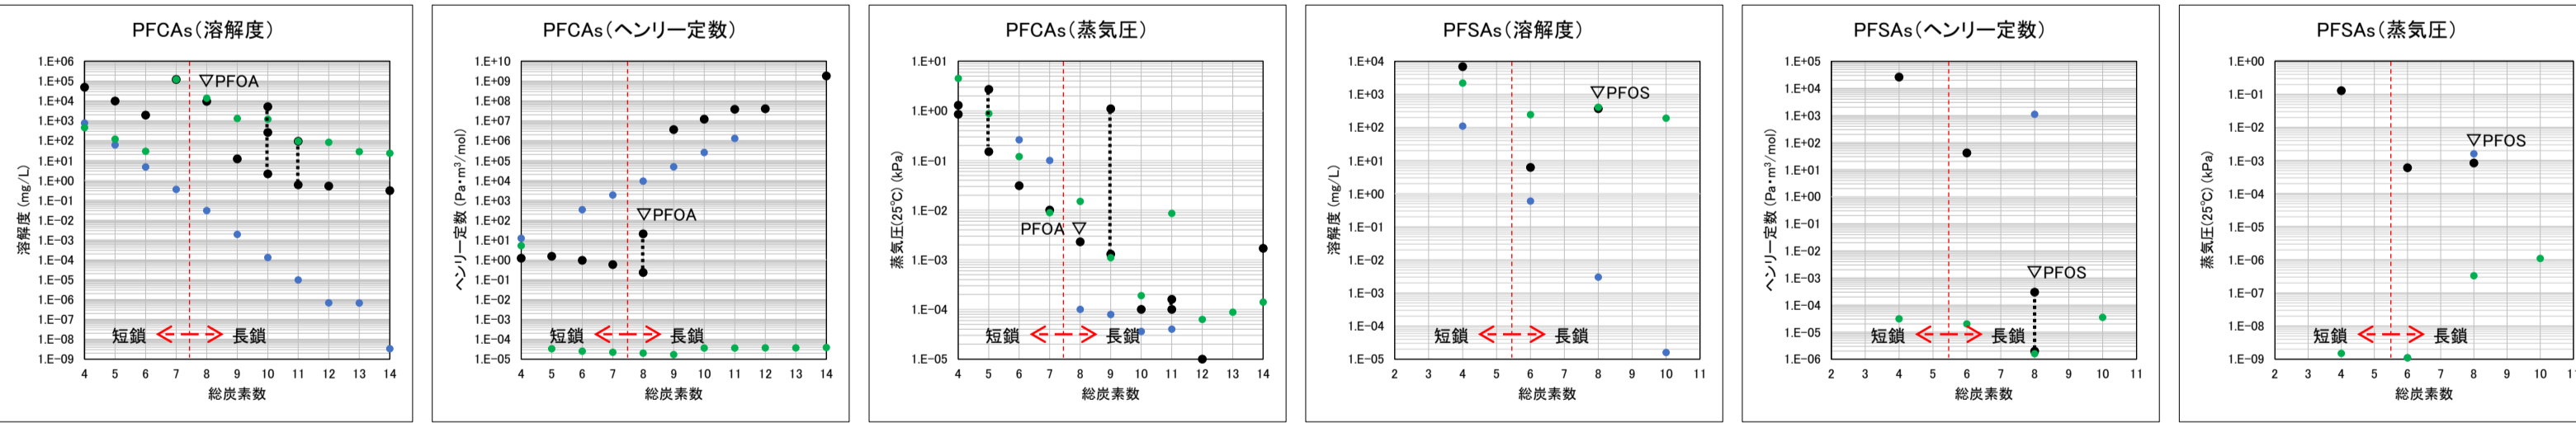 PFCAs(溶解度)
溶解度 (mg/L)
1.E+06
1.E+05
1.E+04
1.E+03
1.E+02
1.E+01
1.E+00
1.E-01
1.E-02
1.E-03
1.E-04
1.E-05
1.E-06
1.E-07
1.E-08
1.E-09
▽PFOA
短鎖
長鎖
4 5 6 7 8 9 10 11 12 13 14
総炭素数
PFCAs(ヘンリー定数)
ヘンリー定数 (Pa・m³/mol)
1.E+10
1.E+09
1.E+08
1.E+07
1.E+06
1.E+05
1.E+04
1.E+03
1.E+02
1.E+01
1.E+00
1.E-01
1.E-02
1.E-03
1.E-04
1.E-05
▽PFOA
短鎖
長鎖
4 5 6 7 8 9 10 11 12 13 14
総炭素数
PFCAs(蒸気圧)
蒸気圧(25℃) (kPa)
1.E+01
1.E+00
1.E-01
1.E-02
1.E-03
1.E-04
1.E-05
PFOA ▽
短鎖
長鎖
4 5 6 7 8 9 10 11 12 13 14
総炭素数
PFSAs(溶解度)
溶解度 (mg/L)
1.E+04
1.E+03
1.E+02
1.E+01
1.E+00
1.E-01
1.E-02
1.E-03
1.E-04
1.E-05
▽PFOS
短鎖
長鎖
2 3 4 5 6 7 8 9 10 11
総炭素数
PFSAs(ヘンリー定数)
ヘンリー定数 (Pa・m³/mol)
1.E+05
1.E+04
1.E+03
1.E+02
1.E+01
1.E+00
1.E-01
1.E-02
1.E-03
1.E-04
1.E-05
1.E-06
▽PFOS
短鎖
長鎖
2 3 4 5 6 7 8 9 10 11
総炭素数
PFSAs(蒸気圧)
蒸気圧(25℃) (kPa)
1.E+00
1.E-01
1.E-02
1.E-03
1.E-04
1.E-05
1.E-06
1.E-07
1.E-08
1.E-09
▽PFOS
短鎖
長鎖
2 3 4 5 6 7 8 9 10 11
総炭素数